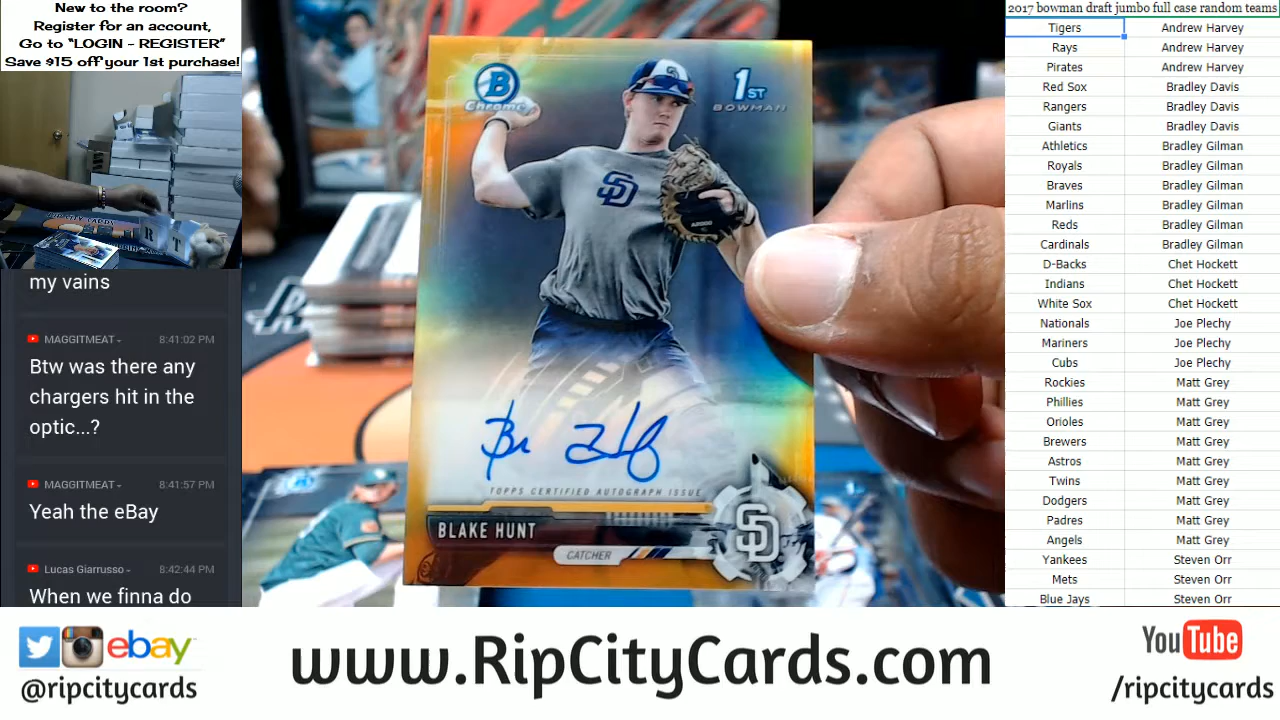 New to the room?
Register for an account,
Go to “LOGIN - REGISTER”
Save $15 off your 1st purchase!
my vains
MAGGITMEAT
8:41:02 PM
Btw was there any
chargers hit in the
optic...?
MAGGITMEAT
8:41:57 PM
Yeah the eBay
Lucas Giarrusso
8:42:44 PM
When we finna do
B
Chrome
1ST
BOWMAN
SD
TOPPS CERTIFIED AUTOGRAPH ISSUE
BLAKE HUNT
CATCHER
SD
2017 bowman draft jumbo full case random teams
Tigers Andrew Harvey
Rays Andrew Harvey
Pirates Andrew Harvey
Red Sox Bradley Davis
Rangers Bradley Davis
Giants Bradley Davis
Athletics Bradley Gilman
Royals Bradley Gilman
Braves Bradley Gilman
Marlins Bradley Gilman
Reds Bradley Gilman
Cardinals Bradley Gilman
D-Backs Chet Hockett
Indians Chet Hockett
White Sox Chet Hockett
Nationals Joe Plechy
Mariners Joe Plechy
Cubs Joe Plechy
Rockies Matt Grey
Phillies Matt Grey
Orioles Matt Grey
Brewers Matt Grey
Astros Matt Grey
Twins Matt Grey
Dodgers Matt Grey
Padres Matt Grey
Angels Matt Grey
Yankees Steven Orr
Mets Steven Orr
Blue Jays Steven Orr
ebay
@ripcitycards
www.RipCityCards.com
YouTube
/ripcitycards